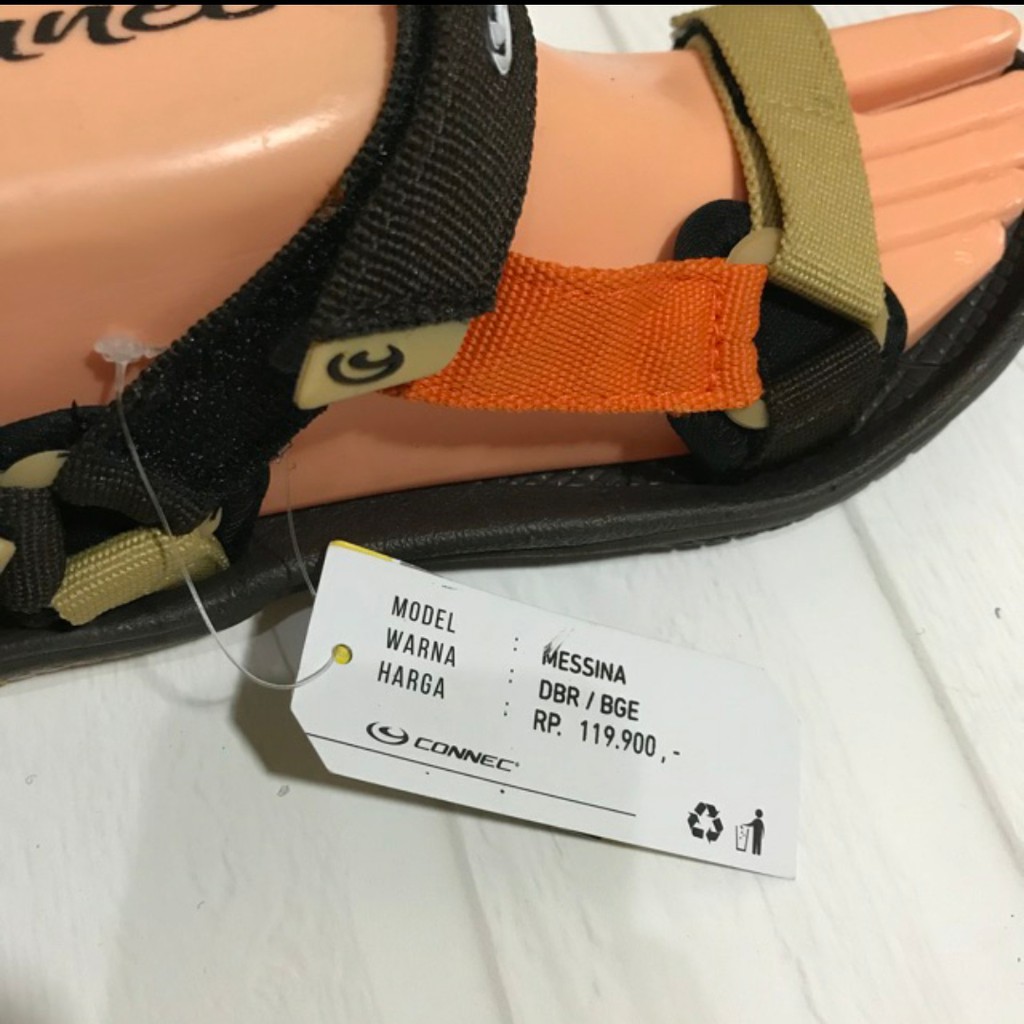 MODEL : MESSINA
WARNA : DBR / BGE
HARGA : RP. 119.900,-
CONNEC